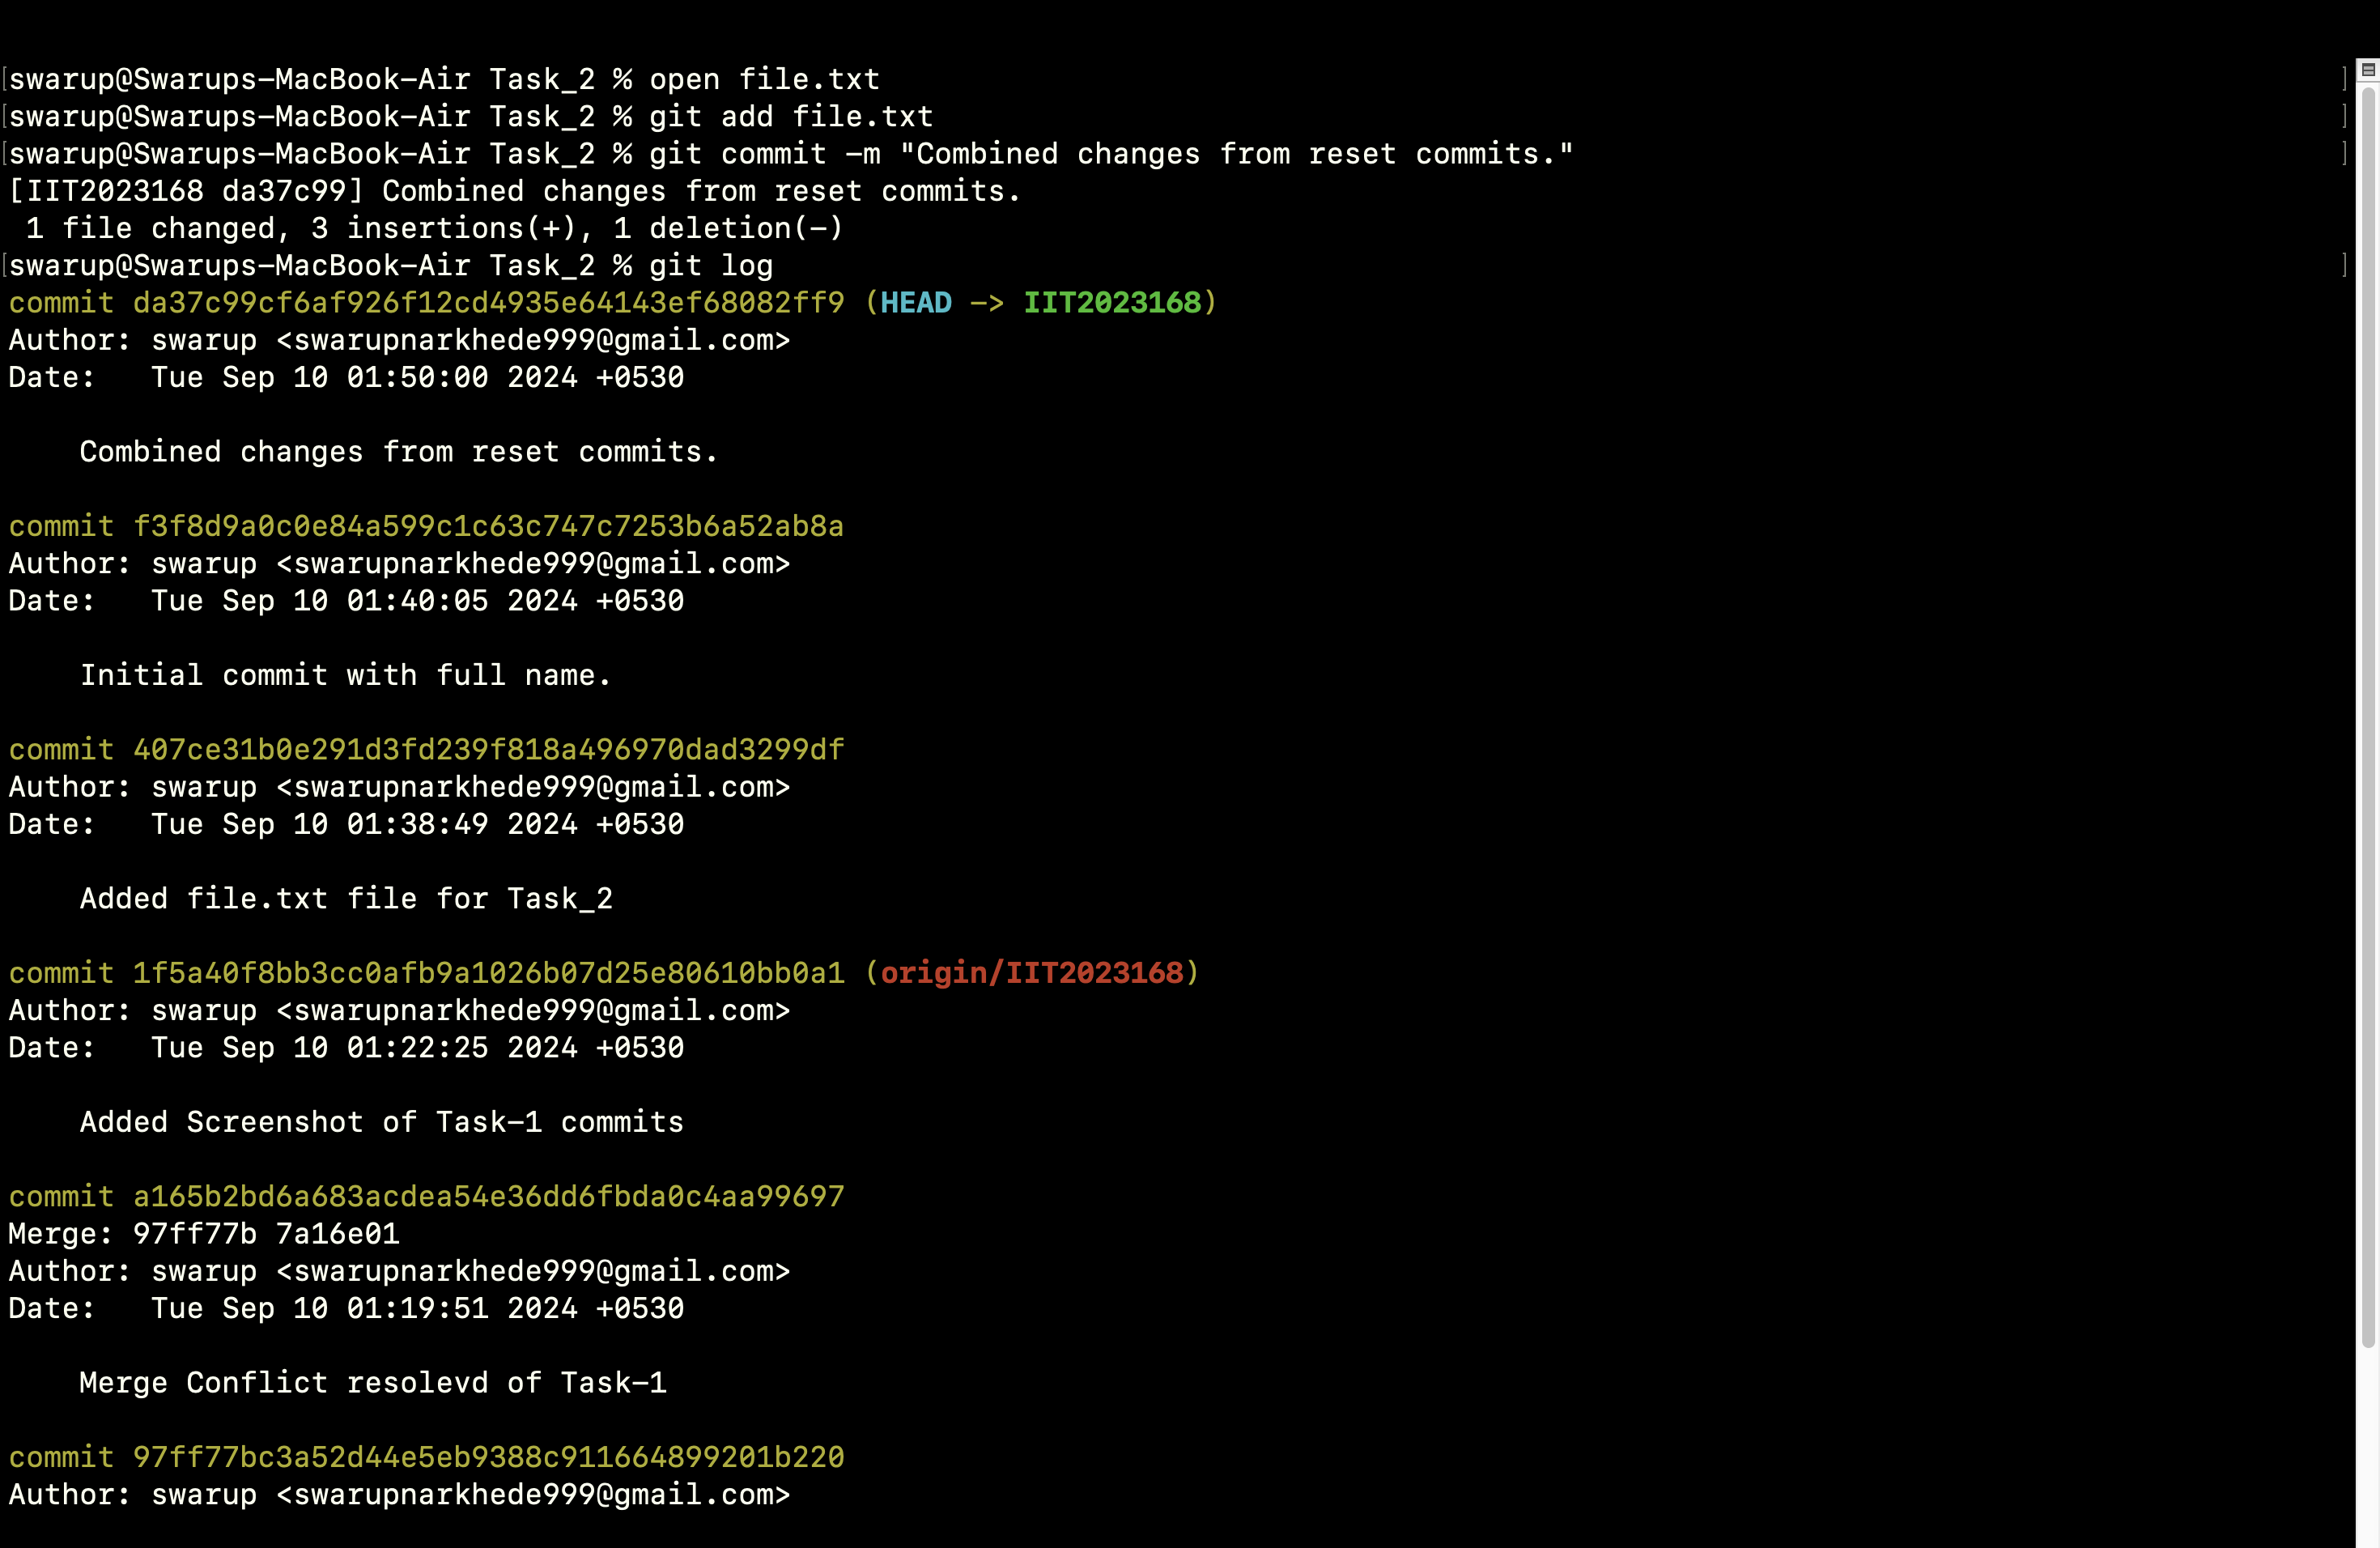 swarup@Swarups-MacBook-Air Task_2 % open file.txt
swarup@Swarups-MacBook-Air Task_2 % git add file.txt
swarup@Swarups-MacBook-Air Task_2 % git commit -m "Combined changes from reset commits."
[IIT2023168 da37c99] Combined changes from reset commits.
 1 file changed, 3 insertions(+), 1 deletion(-)
swarup@Swarups-MacBook-Air Task_2 % git log
commit da37c99cf6af926f12cd4935e64143ef68082ff9 (HEAD -> IIT2023168)
Author: swarup <swarupnarkhede999@gmail.com>
Date:   Tue Sep 10 01:50:00 2024 +0530

    Combined changes from reset commits.

commit f3f8d9a0c0e84a599c1c63c747c7253b6a52ab8a
Author: swarup <swarupnarkhede999@gmail.com>
Date:   Tue Sep 10 01:40:05 2024 +0530

    Initial commit with full name.

commit 407ce31b0e291d3fd239f818a496970dad3299df
Author: swarup <swarupnarkhede999@gmail.com>
Date:   Tue Sep 10 01:38:49 2024 +0530

    Added file.txt file for Task_2

commit 1f5a40f8bb3cc0afb9a1026b07d25e80610bb0a1 (origin/IIT2023168)
Author: swarup <swarupnarkhede999@gmail.com>
Date:   Tue Sep 10 01:22:25 2024 +0530

    Added Screenshot of Task-1 commits

commit a165b2bd6a683acdea54e36dd6fbda0c4aa99697
Merge: 97ff77b 7a16e01
Author: swarup <swarupnarkhede999@gmail.com>
Date:   Tue Sep 10 01:19:51 2024 +0530

    Merge Conflict resolevd of Task-1

commit 97ff77bc3a52d44e5eb9388c911664899201b220
Author: swarup <swarupnarkhede999@gmail.com>